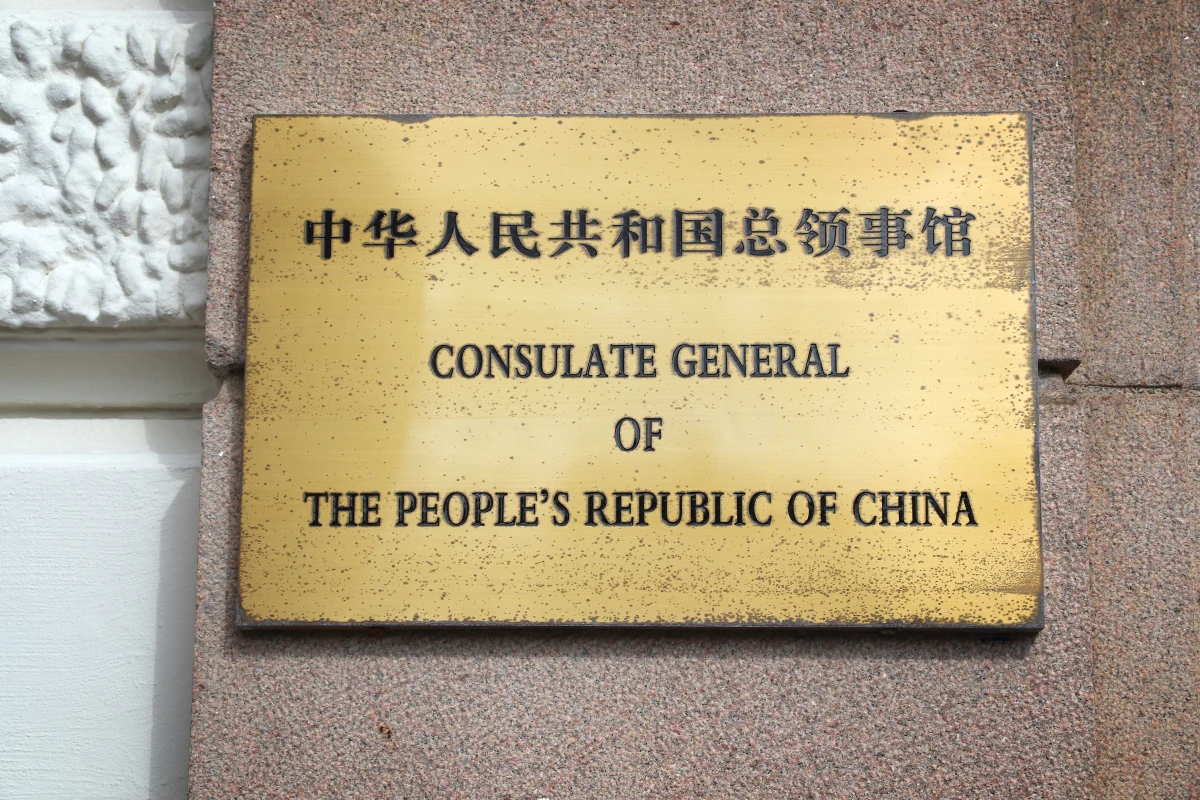 中华人民共和国总领事馆
CONSULATE GENERAL
OF
THE PEOPLE’S REPUBLIC OF CHINA